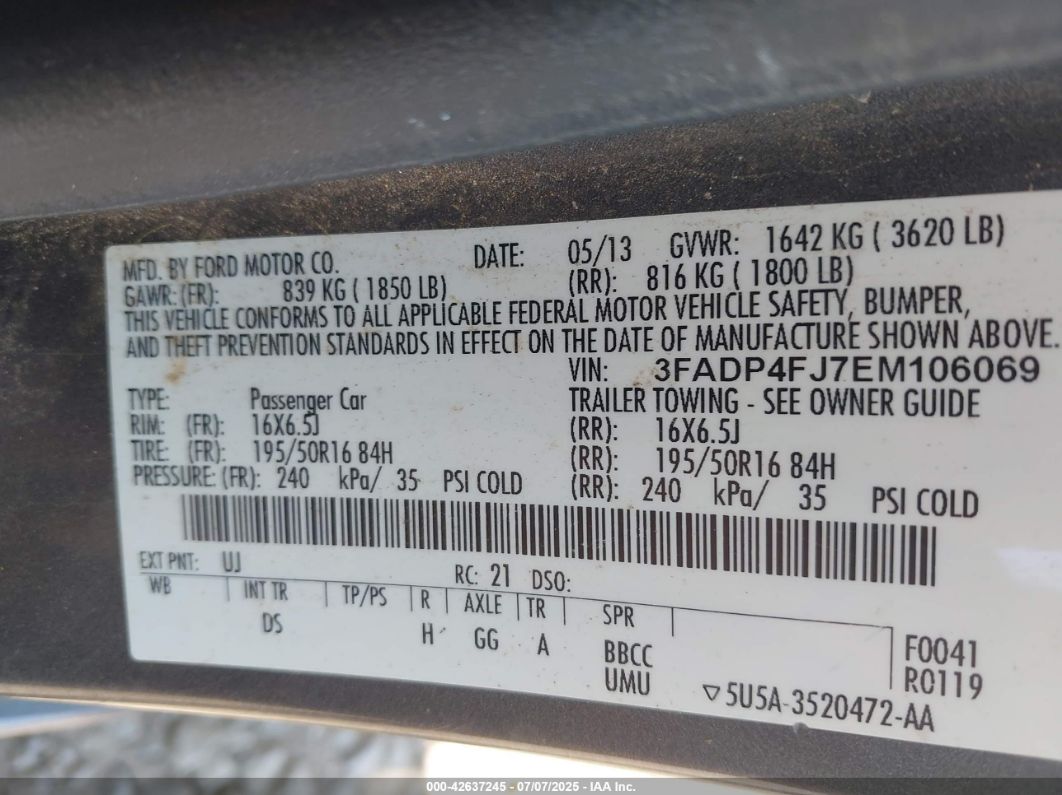 MFD. BY FORD MOTOR CO. DATE: 05/13 GVWR: 1642 KG ( 3620 LB)
GAWR: (FR): 839 KG ( 1850 LB) (RR): 816 KG ( 1800 LB)
THIS VEHICLE CONFORMS TO ALL APPLICABLE FEDERAL MOTOR VEHICLE SAFETY, BUMPER,
AND THEFT PREVENTION STANDARDS IN EFFECT ON THE DATE OF MANUFACTURE SHOWN ABOVE.
VIN: 3FADP4FJ7EM106069
TYPE: Passenger Car TRAILER TOWING - SEE OWNER GUIDE
RIM: (FR): 16X6.5J (RR): 16X6.5J
TIRE: (FR): 195/50R16 84H (RR): 195/50R16 84H
PRESSURE: (FR): 240 kPa/ 35 PSI COLD (RR): 240 kPa/ 35 PSI COLD
EXT PNT: UJ RC: 21 DSO:
WB INT TR TP/PS R AXLE TR SPR
DS H GG A BBCC F0041
UMU R0119
5U5A-3520472-AA
000-42637245 - 07/07/2025 - IAA Inc.